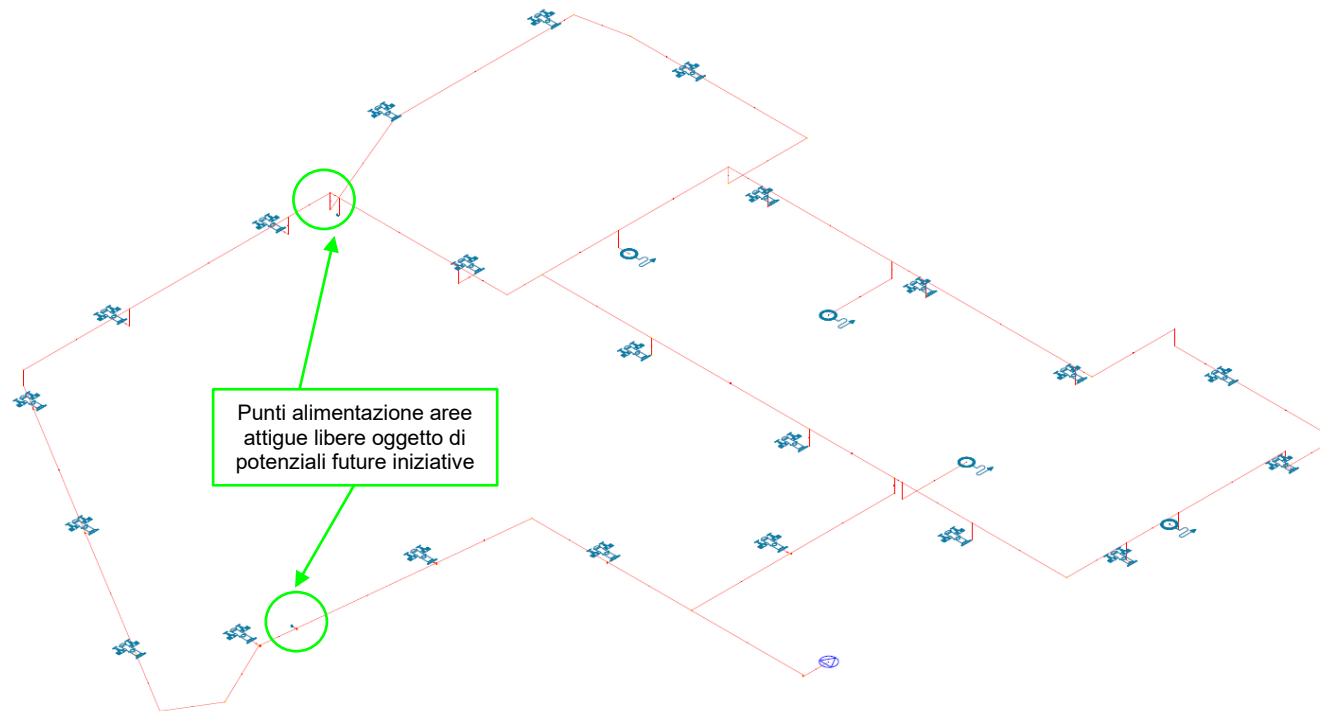 Punti alimentazione aree
attigue libere oggetto di
potenziali future iniziative